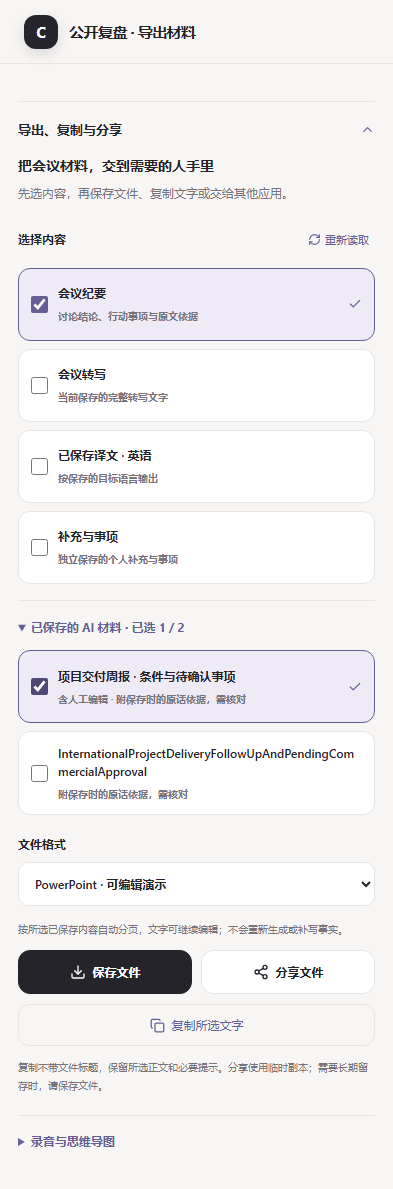 C
公开复盘 · 导出材料
导出、复制与分享
把会议材料，交到需要的人手里
先选内容，再保存文件、复制文字或交给其他应用。
选择内容
重新读取
会议纪要
讨论结论、行动事项与原文依据
会议转写
当前保存的完整转写文字
已保存译文 · 英语
按保存的目标语言输出
补充与事项
独立保存的个人补充与事项
已保存的 AI 材料 · 已选 1 / 2
项目交付周报 · 条件与待确认事项
含人工编辑 · 附保存时的原话依据，需核对
InternationalProjectDeliveryFollowUpAndPendingCom
mercialApproval
附保存时的原话依据，需核对
文件格式
PowerPoint · 可编辑演示
按所选已保存内容自动分页，文字可继续编辑；不会重新生成或补写事实。
保存文件
分享文件
复制所选文字
复制不带文件标题，保留所选正文和必要提示。分享使用临时副本；需要长期留
存时，请保存文件。
录音与思维导图